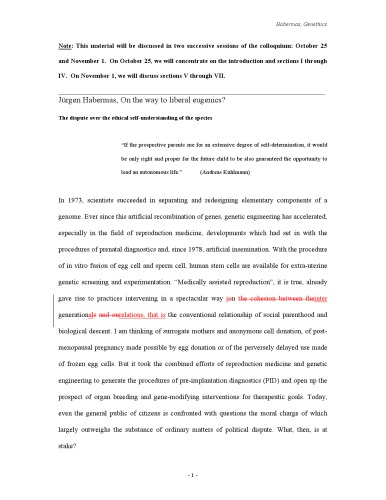 Habermas, Genethics
Note: This material will be discussed in two successive sessions of the colloquium: October 25
and November 1. On October 25, we will concentrate on the introduction and sections I through
IV. On November 1, we will discuss sections V through VII.
Jürgen Habermas, On the way to liberal eugenics?
The dispute over the ethical self-understanding of the species
"If the prospective parents sue for an extensive degree of self-determination, it would
be only right and proper for the future child to be also guaranteed the opportunity to
lead an autonomous life." (Andreas Kuhlmann)
In 1973, scientists succeeded in separating and redesigning elementary components of a
genome. Ever since this artificial recombination of genes, genetic engineering has accelerated,
especially in the field of reproduction medicine, developments which had set in with the
procedures of prenatal diagnostics and, since 1978, artificial insemination. With the procedure
of in vitro fusion of egg cell and sperm cell, human stem cells are available for extra-uterine
genetic screening and experimentation. "Medically assisted reproduction", it is true, already
gave rise to practices intervening in a spectacular way ion the cohesion between theinter
generationals and ourelations, that is the conventional relationship of social parenthood and
biological descent. I am thinking of surrogate mothers and anonymous cell donation, of post-
menopausal pregnancy made possible by egg donation or of the perversely delayed use made
of frozen egg cells. But it took the combined efforts of reproduction medicine and genetic
engineering to generate the procedures of pre-implantation diagnostics (PID) and open up the
prospect of organ breeding and gene-modifying interventions for therapeutic goals. Today,
even the general public of citizens is confronted with questions the moral charge of which
largely outweighs the substance of ordinary matters of political dispute. What, then, is at
stake?
- 1 -